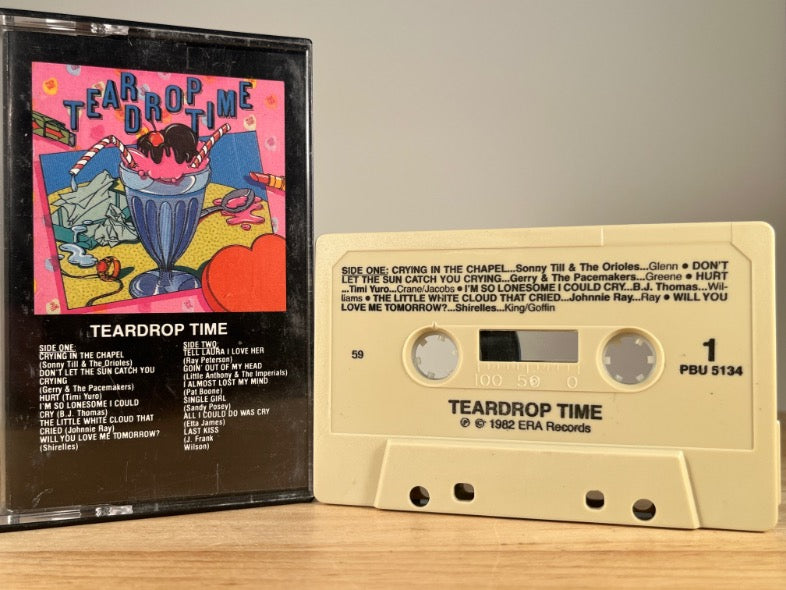 TEARDROP TIME
TEARDROP TIME
SIDE ONE:
CRYING IN THE CHAPEL
(Sonny Till & The Orioles)
DON'T LET THE SUN CATCH YOU
CRYING
(Gerry & The Pacemakers)
HURT (Timi Yuro)
I'M SO LONESOME I COULD
CRY (B.J. Thomas)
THE LITTLE WHITE CLOUD THAT
CRIED (Johnnie Ray)
WILL YOU LOVE ME TOMORROW?
(Shirelles)
SIDE TWO:
TELL LAURA I LOVE HER
(Ray Peterson)
GOIN' OUT OF MY HEAD
(Little Anthony & The Imperials)
I ALMOST LOST MY MIND
(Pat Boone)
SINGLE GIRL
(Sandy Posey)
ALL I COULD DO WAS CRY
(Etta James)
LAST KISS
(J. Frank
Wilson)
SIDE ONE: CRYING IN THE CHAPEL...Sonny Till & The Orioles...Glenn • DON'T
LET THE SUN CATCH YOU CRYING...Gerry & The Pacemakers...Greene • HURT
...Timi Yuro...Crane/Jacobs • I'M SO LONESOME I COULD CRY...B.J. Thomas...Wil-
liams • THE LITTLE WHITE CLOUD THAT CRIED...Johnnie Ray...Ray • WILL YOU
LOVE ME TOMORROW?...Shirelles...King/Goffin
59
1
PBU 5134
100 50 0
TEARDROP TIME
℗ © 1982 ERA Records